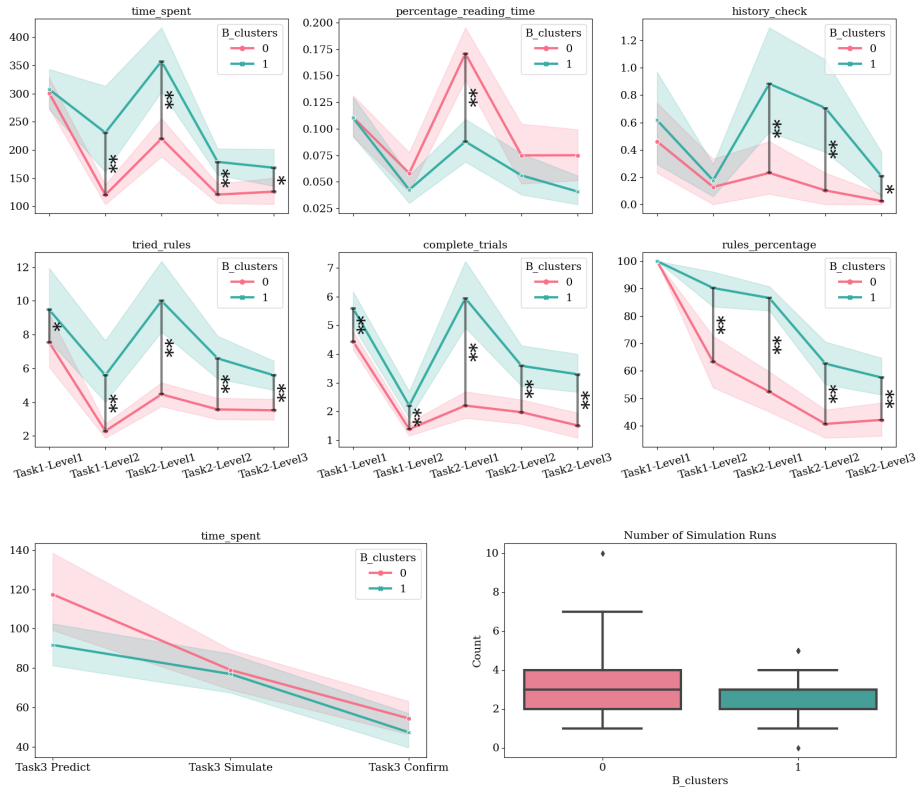 time_spent
400
350
300
250
200
150
100
B_clusters
0
1
**
**
**
*
percentage_reading_time
0.200
0.175
0.150
0.125
0.100
0.075
0.050
0.025
B_clusters
0
1
**
history_check
1.2
1.0
0.8
0.6
0.4
0.2
0.0
B_clusters
0
1
**
**
*
tried_rules
12
10
8
6
4
2
B_clusters
0
1
*
**
**
**
**
Task1-Level1
Task1-Level2
Task2-Level1
Task2-Level2
Task2-Level3
complete_trials
7
6
5
4
3
2
1
B_clusters
0
1
**
**
**
**
**
Task1-Level1
Task1-Level2
Task2-Level1
Task2-Level2
Task2-Level3
rules_percentage
100
90
80
70
60
50
40
B_clusters
0
1
**
**
**
**
Task1-Level1
Task1-Level2
Task2-Level1
Task2-Level2
Task2-Level3
time_spent
140
120
100
80
60
40
B_clusters
0
1
Task3 Predict
Task3 Simulate
Task3 Confirm
Number of Simulation Runs
Count
10
8
6
4
2
0
0
1
B_clusters